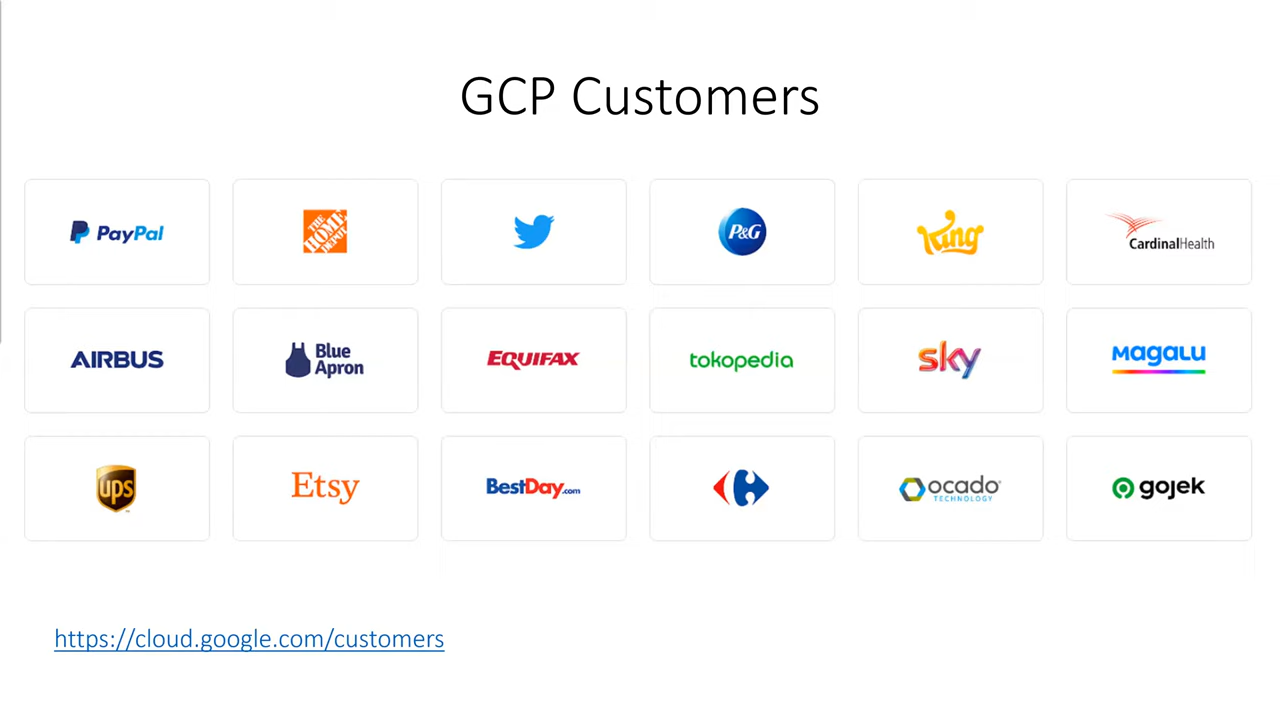 GCP Customers
PayPal
THE
HOME
DEPOT
P&G
King
CardinalHealth
AIRBUS
Blue
Apron
EQUIFAX
tokopedia
sky
MAGALU
ups
Etsy
BestDay.com
ocado
TECHNOLOGY
gojek
https://cloud.google.com/customers